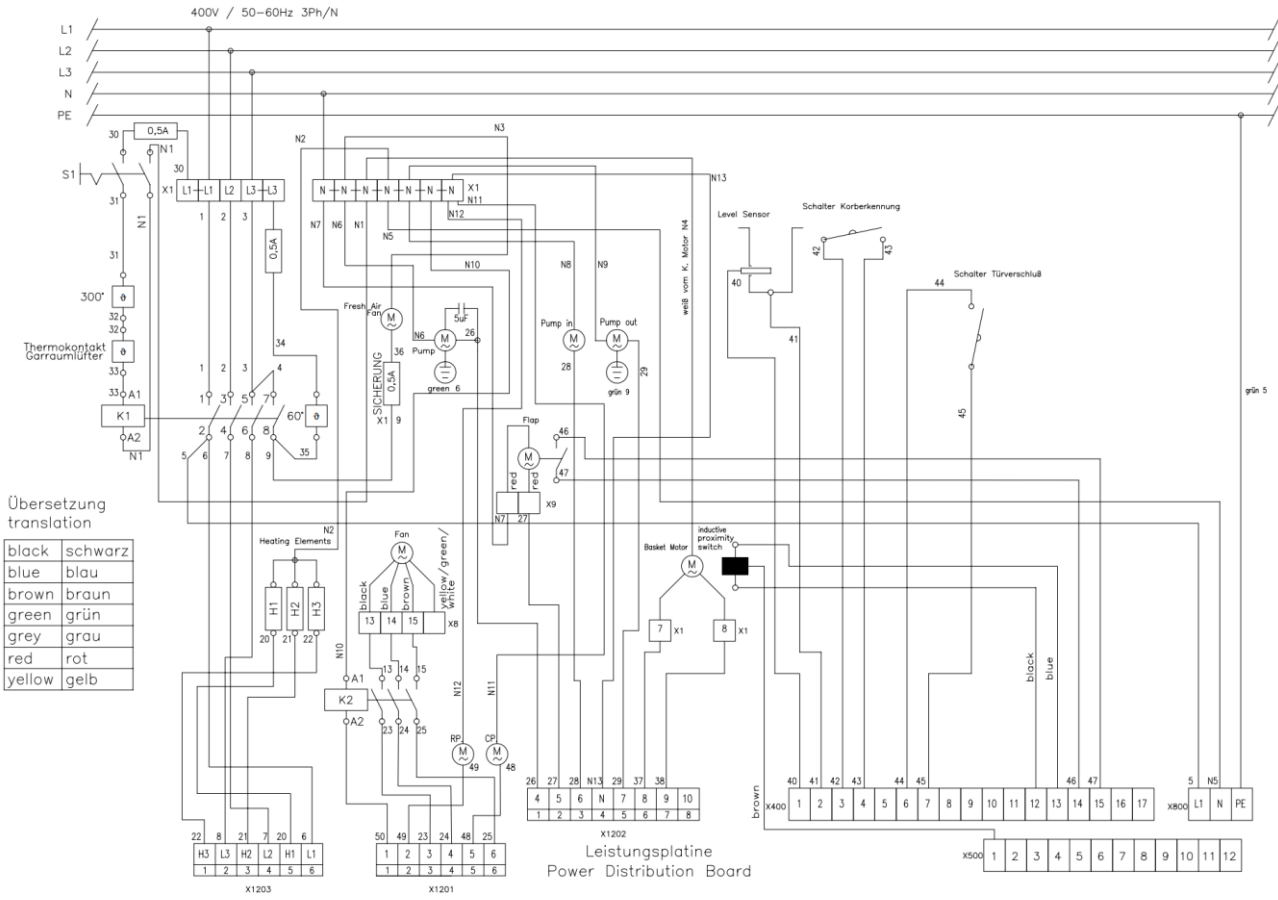 400V / 50-60Hz 3Ph/N
L1
L2
L3
N
PE
30
0,5A
N1
30
S1
X1
L1 L1 L2 L3 L3
N N N N N N N
X1
N2
N3
N13
N11
N12
31
N1
1
2
3
0,5A
N7
N6
N1
N5
N10
N8
N9
weiß vom K. Motor N4
Level Sensor
Schalter Korberkennung
42
43
40
44
Schalter Türverschluß
31
300°
ϑ
32
32
Thermokontakt
Garraumlüfter
ϑ
33
33
A1
K1
A2
N1
34
1
2
3
4
1
3
5
7
2
4
6
8
60°
ϑ
5
6
7
8
9
35
Fresh Air
Fan
M
36
SICHERUNG
0,5A
X1
9
5uF
N6
M
26
Pump
green 6
Pump in
M
28
Pump out
M
29
grün 9
41
45
grün 5
Flap
M
46
47
red
red
X9
N7
27
Übersetzung
translation
black schwarz
blue blau
brown braun
green grün
grey grau
red rot
yellow gelb
N2
Heating Elements
H1
H2
H3
20
21
22
Fan
M
black
blue
brown
yellow/green/
white
13 14 15
X8
N10
A1
K2
A2
13
14
15
23
24
25
N12
N11
RP.
M
49
CP.
M
48
Basket Motor
M
inductive
proximity
switch
7
X1
8
X1
black
blue
brown
22 8 21 7 20 6
H3 L3 H2 L2 H1 L1
1 2 3 4 5 6
X1203
50 49 23 24 48 25
1 2 3 4 5 6
1 2 3 4 5 6
X1201
26 27 28 N13 29 37 38
4 5 6 N 7 8 9 10
1 2 3 4 5 6 7 8
X1202
Leistungsplatine
Power Distribution Board
40 41 42 43 44 45 46 47
X400 1 2 3 4 5 6 7 8 9 10 11 12 13 14 15 16 17
5 N5
X800 L1 N PE
X500 1 2 3 4 5 6 7 8 9 10 11 12